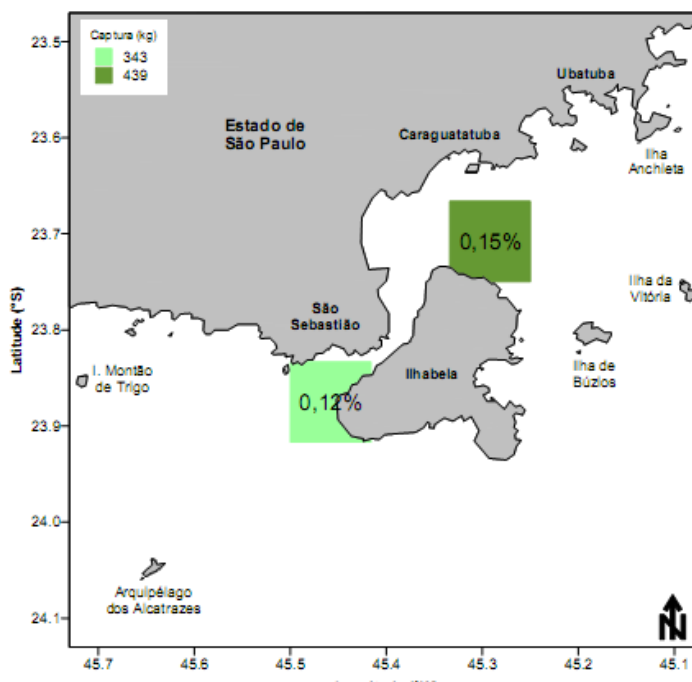 Captura (kg)
343
439
Estado de
São Paulo
Caraguatatuba
Ubatuba
Ilha
Anchieta
0,15%
São
Sebastião
Ilha da
Vitória
I. Montão
de Trigo
Ilhabela
Ilha de
Búzios
0,12%
Arquipélago
dos Alcatrazes
N
Latitude (°S)
23.5
23.6
23.7
23.8
23.9
24.0
24.1
45.7
45.6
45.5
45.4
45.3
45.2
45.1